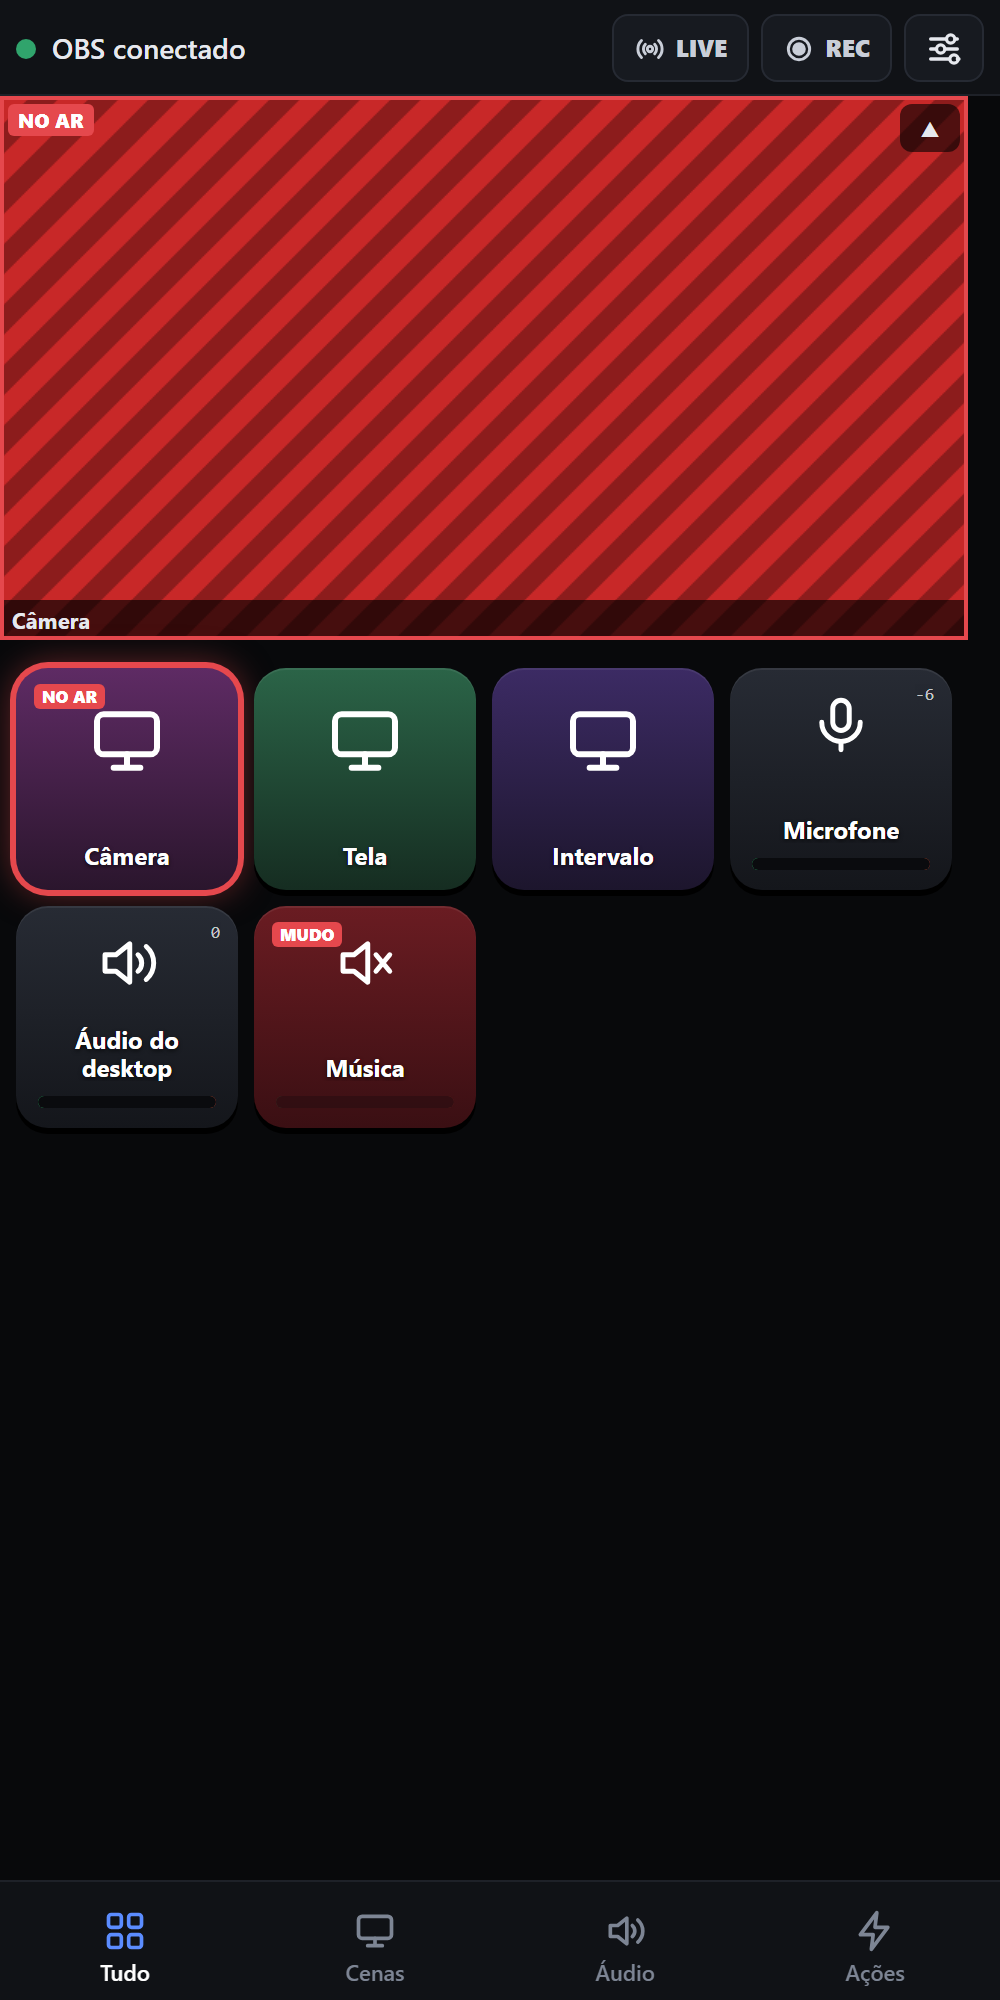 OBS conectado
LIVE
REC
NO AR
▲
Câmera
NO AR
Câmera
Tela
Intervalo
-6
Microfone
0
Áudio do
desktop
MUDO
Música
Tudo
Cenas
Áudio
Ações